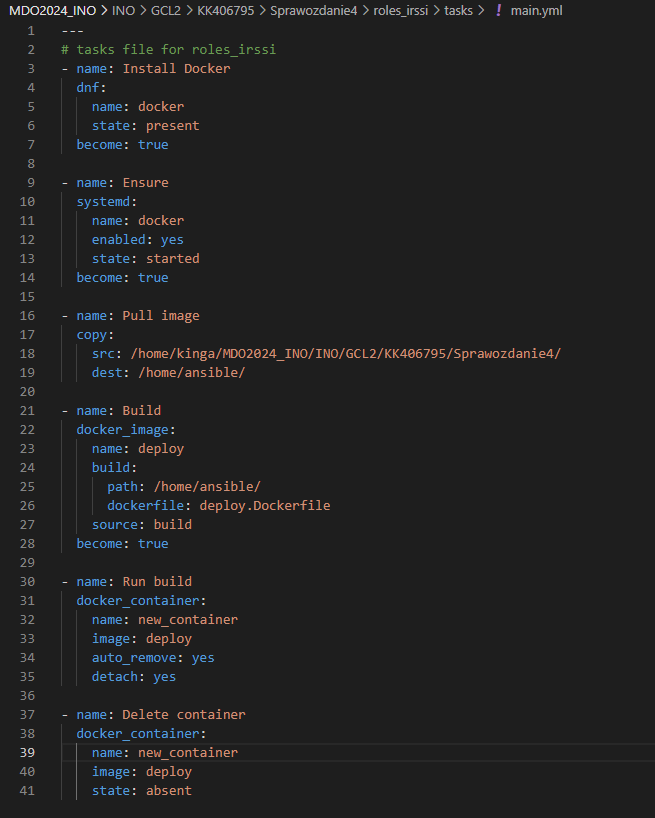 MDO2024_INO > INO > GCL2 > KK406795 > Sprawozdanie4 > roles_irssi > tasks > ! main.yml
1 ---
2 # tasks file for roles_irssi
3 - name: Install Docker
4   dnf:
5     name: docker
6     state: present
7   become: true
8
9 - name: Ensure
10   systemd:
11     name: docker
12     enabled: yes
13     state: started
14   become: true
15
16 - name: Pull image
17   copy:
18     src: /home/kinga/MDO2024_INO/INO/GCL2/KK406795/Sprawozdanie4/
19     dest: /home/ansible/
20
21 - name: Build
22   docker_image:
23     name: deploy
24     build:
25       path: /home/ansible/
26       dockerfile: deploy.Dockerfile
27     source: build
28   become: true
29
30 - name: Run build
31   docker_container:
32     name: new_container
33     image: deploy
34     auto_remove: yes
35     detach: yes
36
37 - name: Delete container
38   docker_container:
39     name: new_container
40     image: deploy
41     state: absent